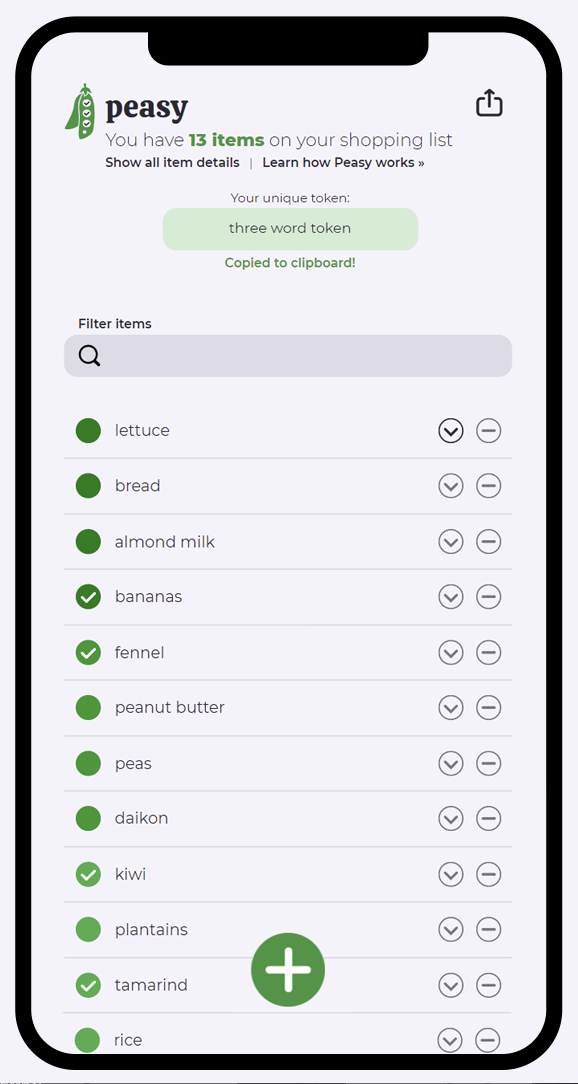 peasy
You have 13 items on your shopping list
Show all item details | Learn how Peasy works »
Your unique token:
three word token
Copied to clipboard!
Filter items
lettuce
bread
almond milk
bananas
fennel
peanut butter
peas
daikon
kiwi
plantains
tamarind
rice